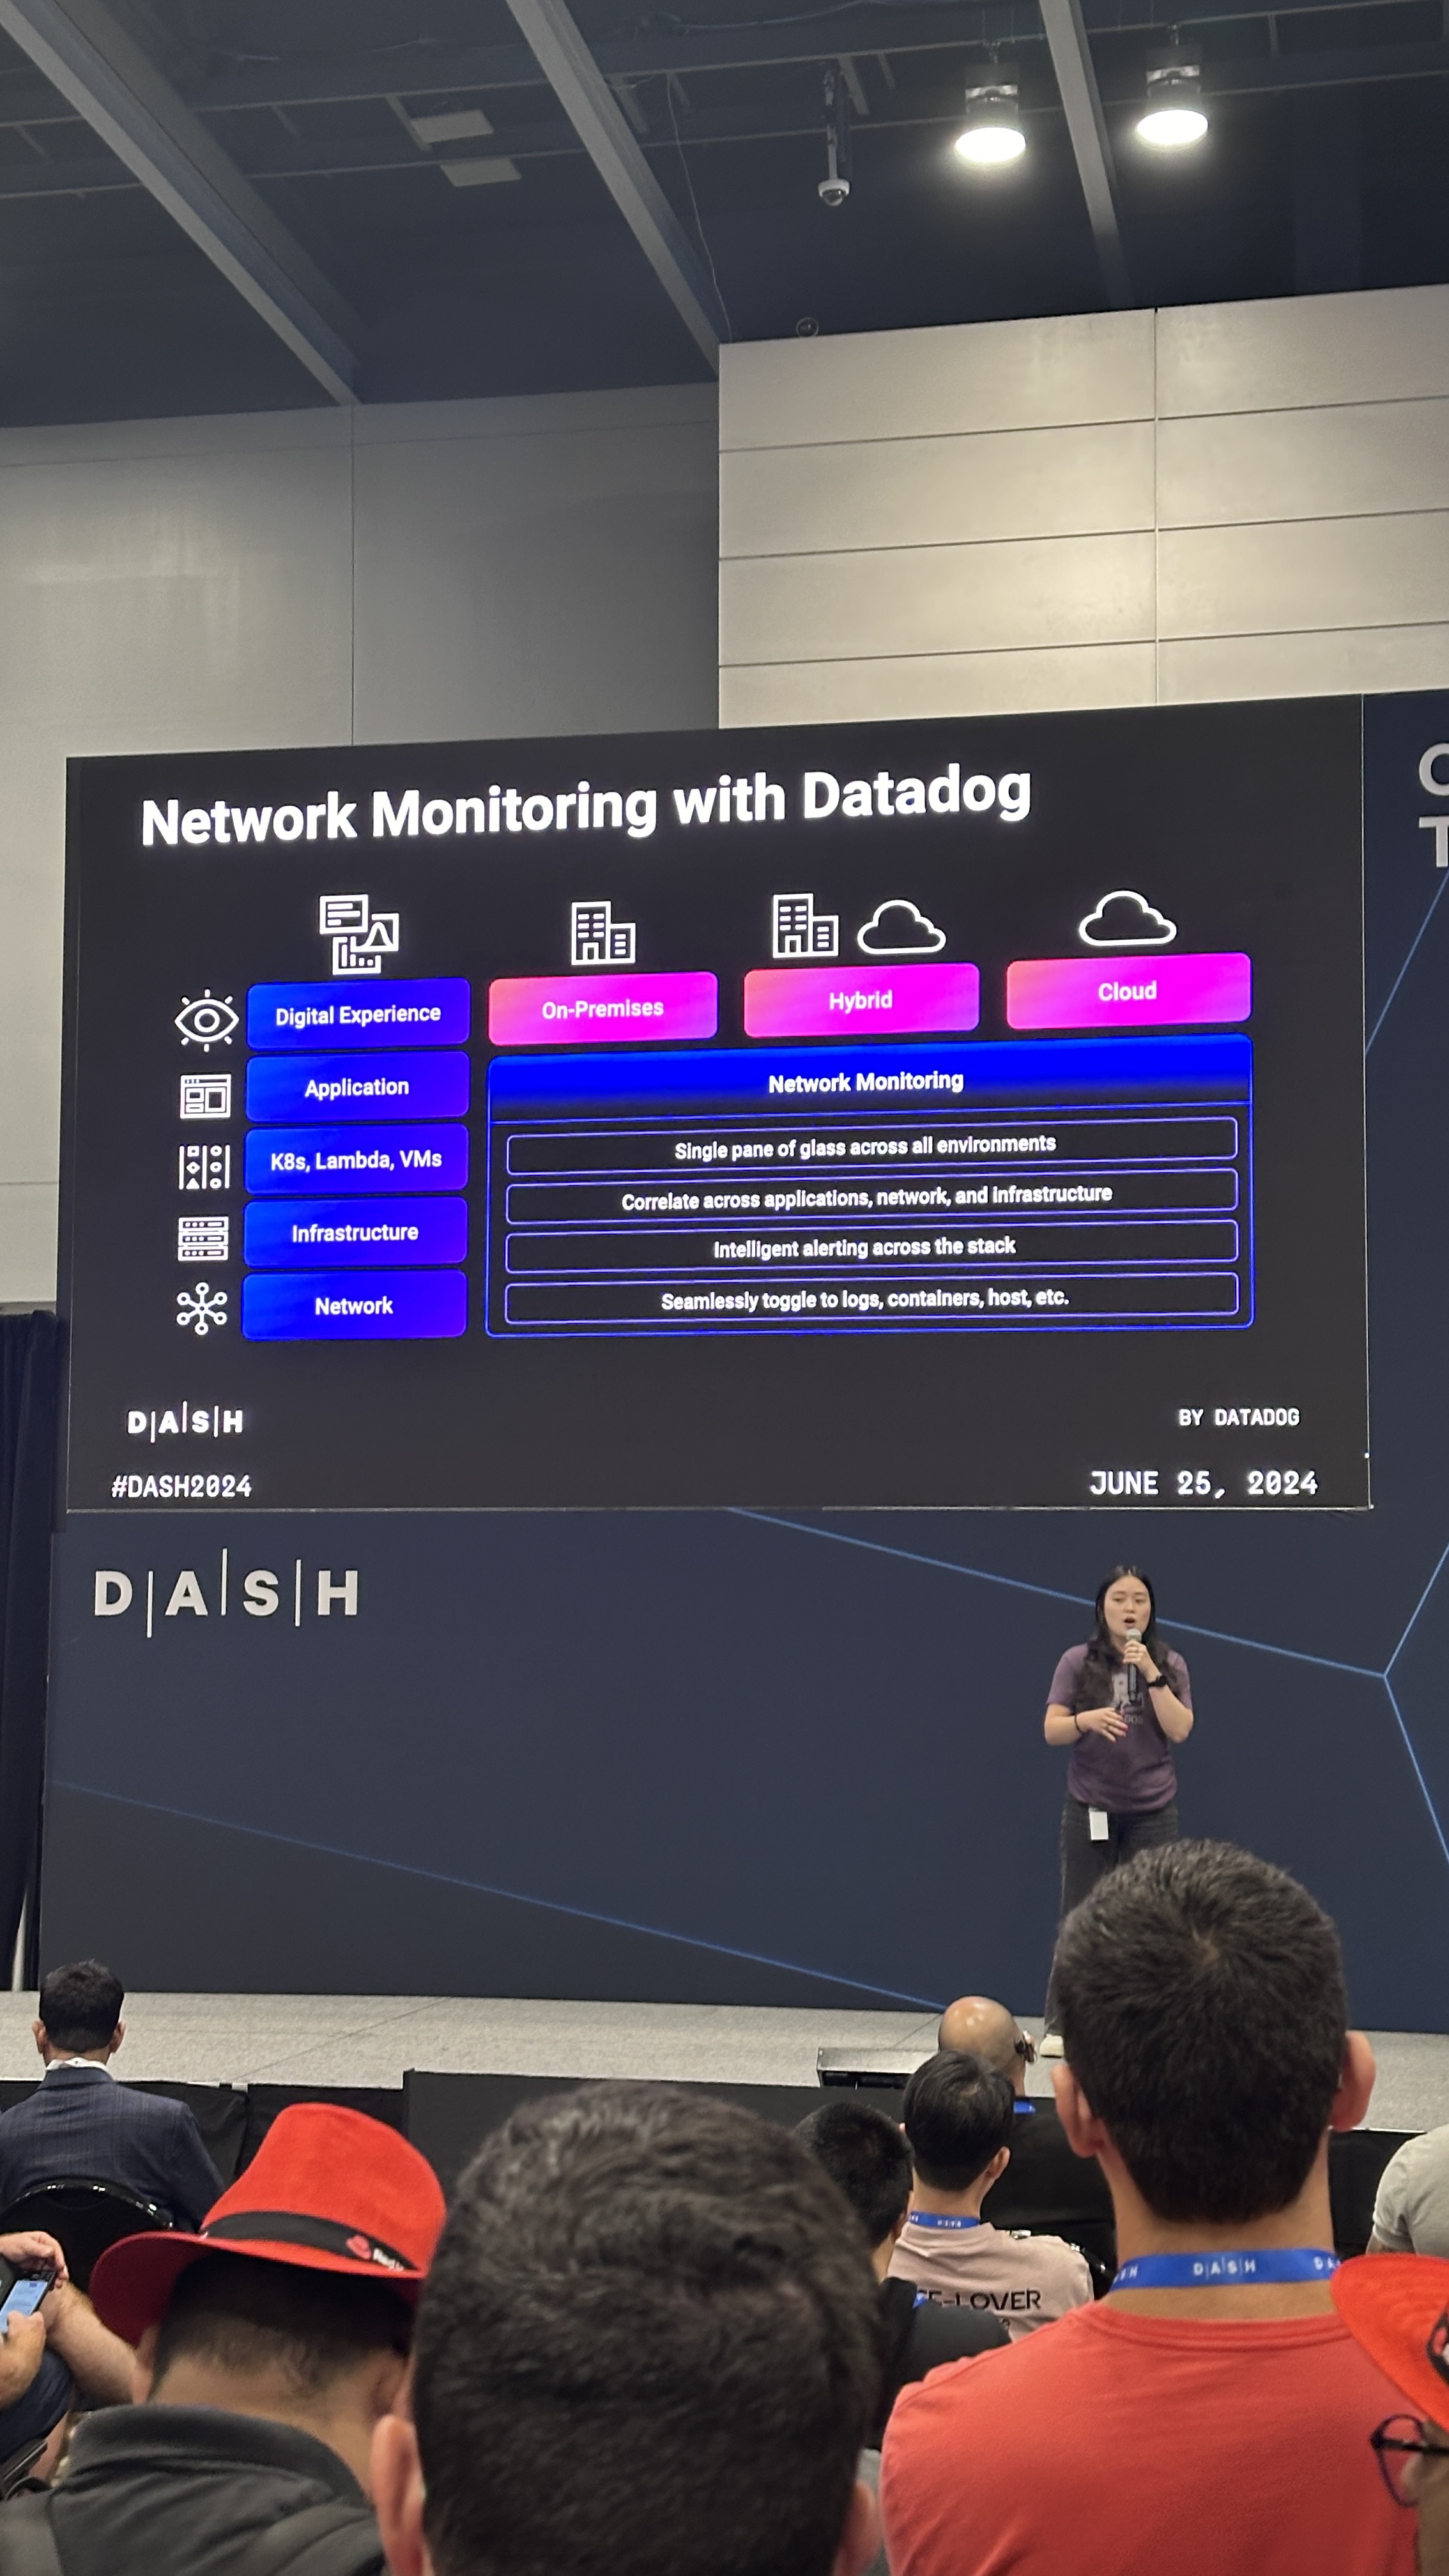 Network Monitoring with Datadog
Digital Experience
On-Premises
Hybrid
Cloud
Application
K8s, Lambda, VMs
Infrastructure
Network
Network Monitoring
Single pane of glass across all environments
Correlate across applications, network, and infrastructure
Intelligent alerting across the stack
Seamlessly toggle to logs, containers, host, etc.
D|A|S|H
BY DATADOG
#DASH2024
JUNE 25, 2024
D|A|S|H
E-LOVER
D|A|S|H